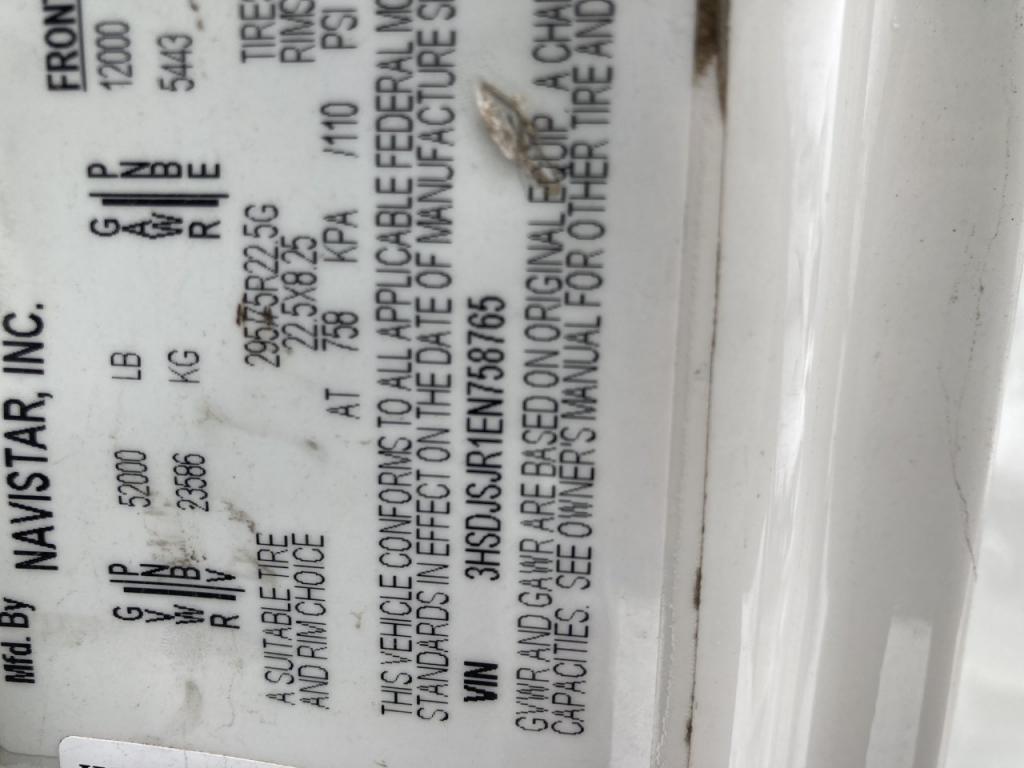 Mfd. By NAVISTAR, INC.
FRONT
G V W R P N B V 52000 LB G A W R P N B E 12000
23586 KG 5443
A SUITABLE TIRE 295/75R22.5G TIRES
AND RIM CHOICE 22.5X8.25 RIMS
AT 758 KPA /110 PSI
THIS VEHICLE CONFORMS TO ALL APPLICABLE FEDERAL
STANDARDS IN EFFECT ON THE DATE OF MANUFACTURE
VIN 3HSDJSJR1EN758765
GVWR AND GAWR ARE BASED ON ORIGINAL EQUIP A
CAPACITIES. SEE OWNER'S MANUAL FOR OTHER TIRE AND